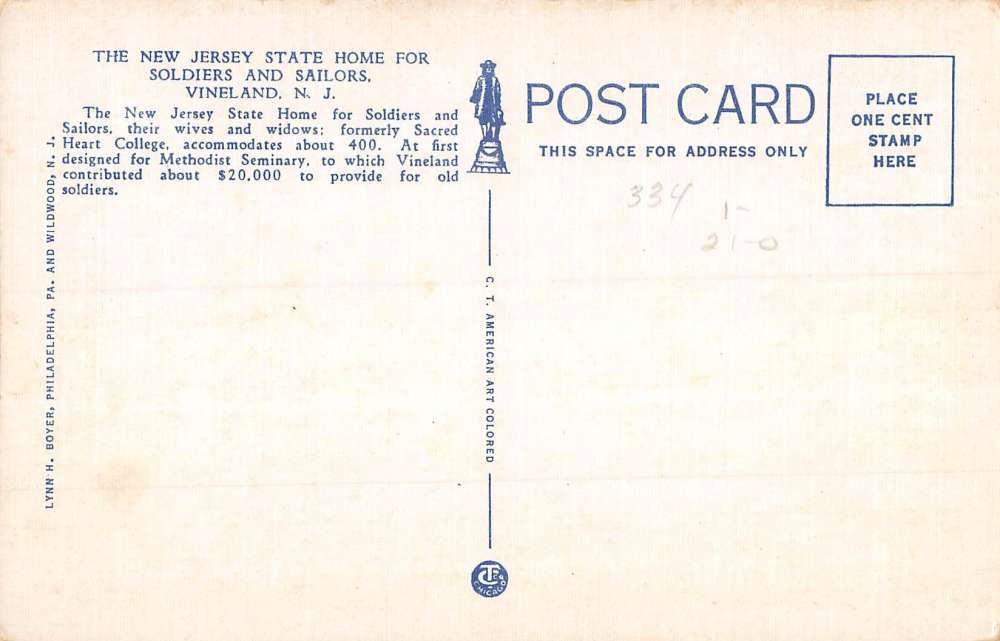 THE NEW JERSEY STATE HOME FOR
SOLDIERS AND SAILORS,
VINELAND, N. J.
The New Jersey State Home for Soldiers and
Sailors, their wives and widows; formerly Sacred
Heart College, accommodates about 400. At first
designed for Methodist Seminary, to which Vineland
contributed about $20,000 to provide for old
soldiers.
LYNN H. BOYER, PHILADELPHIA, PA. AND WILDWOOD, N. J.
C. T. AMERICAN ART COLORED
CT CHICAGO
POST CARD
THIS SPACE FOR ADDRESS ONLY
PLACE
ONE CENT
STAMP
HERE
334
1-
21-0